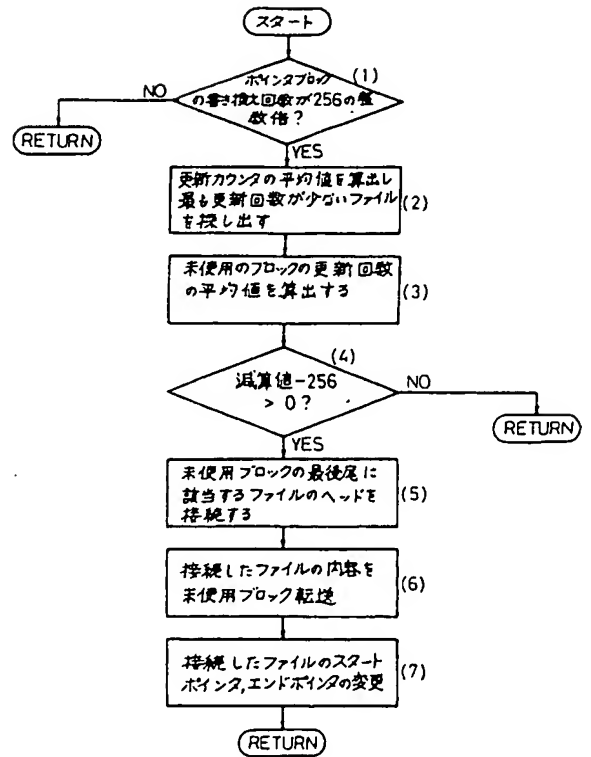 スタート
(1)
ポインタブロック
の書き換え回数が256の整
数倍?
NO
RETURN
YES
更新カウンタの平均値を算出し
最も更新回数が少ないファイル
を探し出す
(2)
未使用のブロックの更新回数
の平均値を算出する
(3)
(4)
減算値-256
> 0?
NO
RETURN
YES
未使用ブロックの最後尾に
該当するファイルのヘッドを
接続する
(5)
接続したファイルの内容を
未使用ブロック転送
(6)
接続したファイルのスタート
ポインタ,エンドポインタの変更
(7)
RETURN